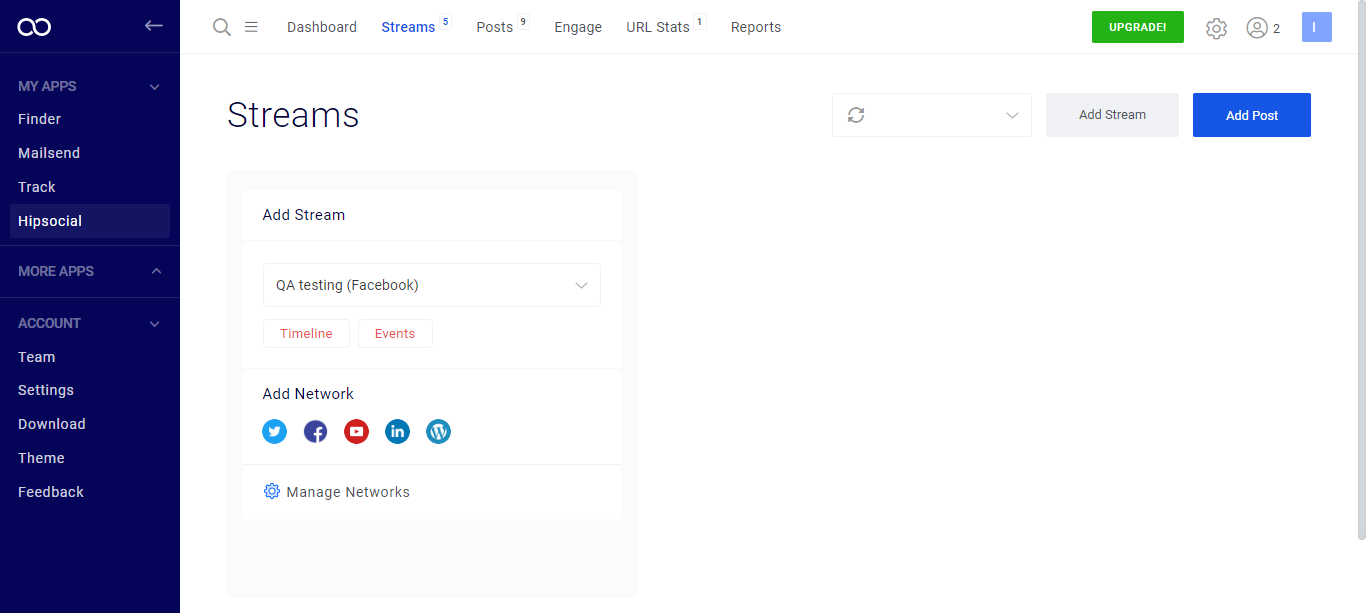 Dashboard Streams 5 Posts 9 Engage URL Stats 1 Reports UPGRADE! 2 I
MY APPS
Finder
Mailsend
Track
Hipsocial
MORE APPS
ACCOUNT
Team
Settings
Download
Theme
Feedback
Streams
Add Stream Add Post
Add Stream
QA testing (Facebook)
Timeline Events
Add Network
in
Manage Networks